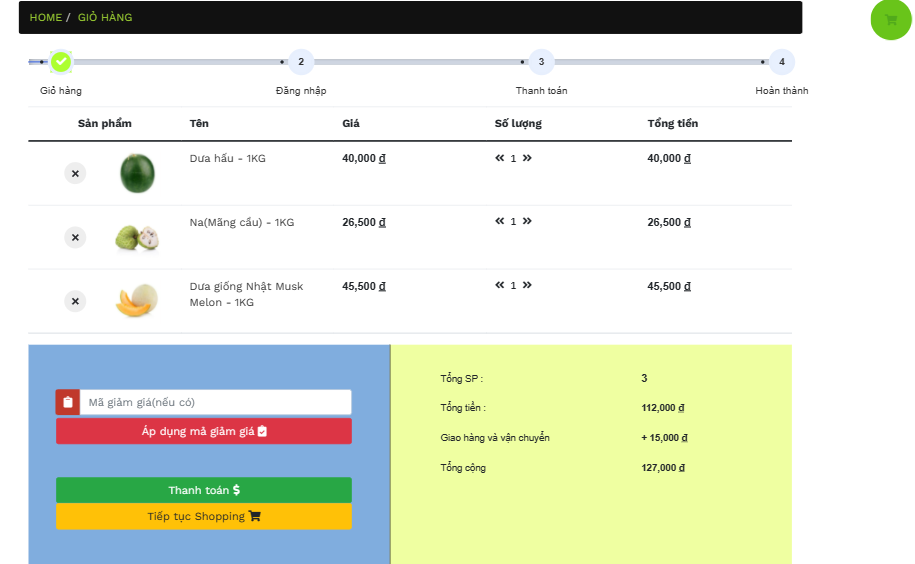 HOME / GIỎ HÀNG
2
3
4
Giỏ hàng
Đăng nhập
Thanh toán
Hoàn thành
Sản phẩm Tên Giá Số lượng Tổng tiền
Dưa hấu - 1KG 40,000 ₫ 1 40,000 ₫
Na(Mãng cầu) - 1KG 26,500 ₫ 1 26,500 ₫
Dưa giống Nhật Musk 45,500 ₫ 1 45,500 ₫
Melon - 1KG
Mã giảm giá(nếu có)
Áp dụng mã giảm giá
Thanh toán $
Tiếp tục Shopping
Tổng SP : 3
Tổng tiền : 112,000 ₫
Giao hàng và vận chuyển + 15,000 ₫
Tổng cộng 127,000 ₫